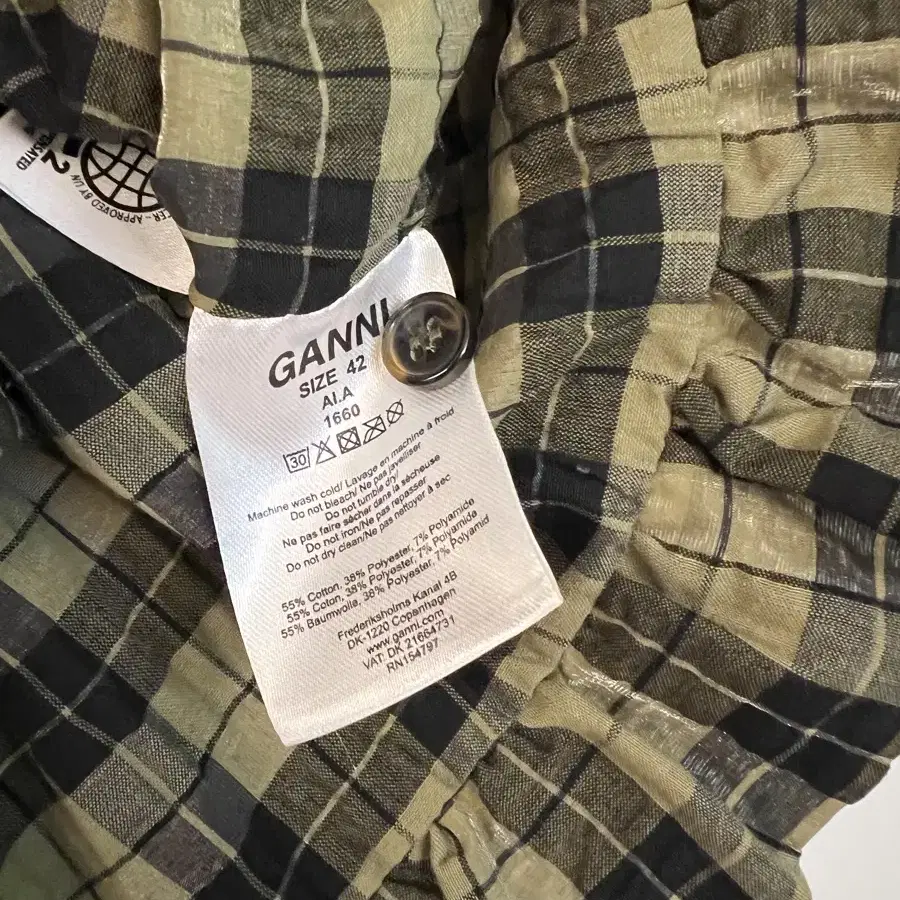 GANNI
SIZE 42
AI.A
1660
30
Machine wash cold/ Lavage en machine à froid
Do not bleach/ Ne pas javelliser
Do not tumble dry/
Ne pas faire sécher dans la sécheuse
Do not iron/Ne pas repasser
Do not dry clean/Ne pas nettoyer à sec
55% Cotton, 38% Polyester, 7% Polyamide
55% Coton, 38% Polyester, 7% Polyamide
55% Baumwolle, 38% Polyester, 7% Polyamid
Frederiksholms Kanal 4B
DK-1220 Copenhagen
www.ganni.com
VAT: DK 21664731
RN154797
APPROVED BY UN